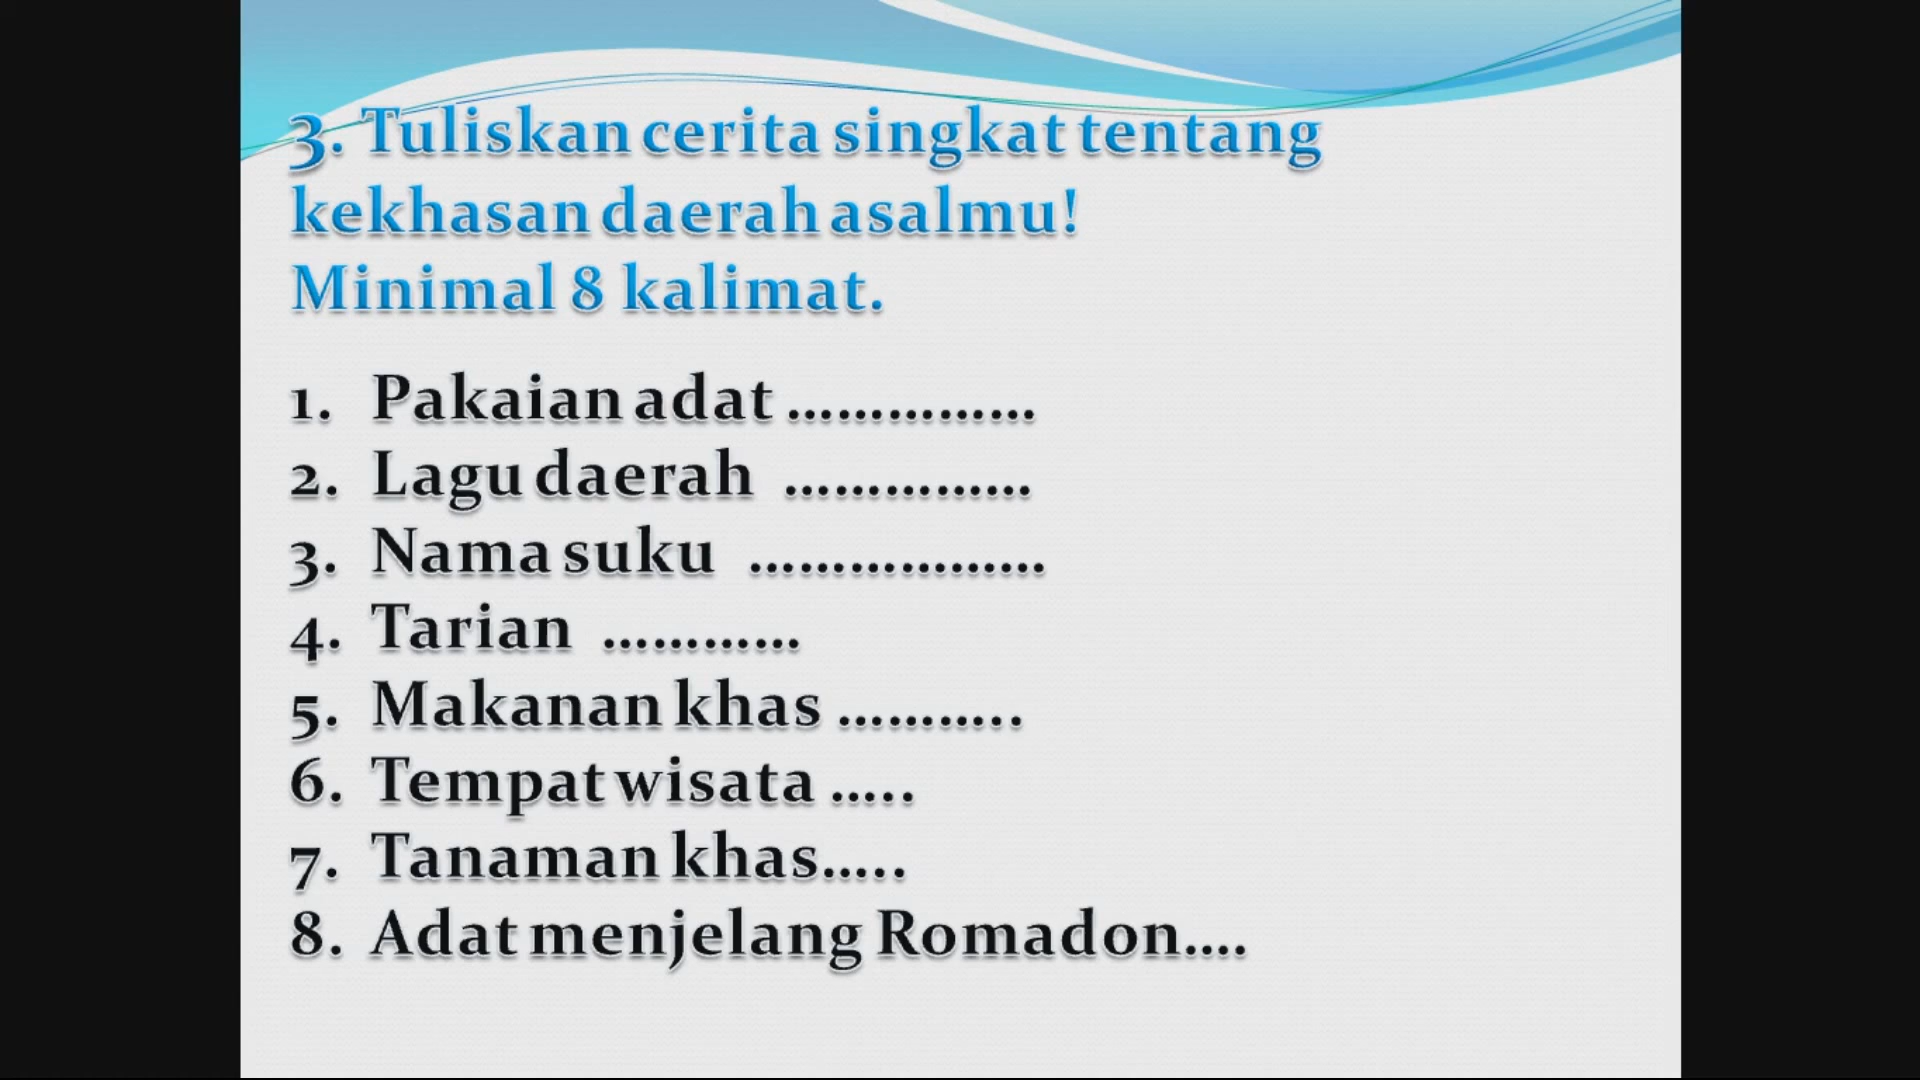 3. Tuliskan cerita singkat tentang
kekhasan daerah asalmu!
Minimal 8 kalimat.
1. Pakaian adat ……………
2. Lagu daerah ……………
3. Nama suku ………………
4. Tarian …………
5. Makanan khas ………..
6. Tempat wisata …..
7. Tanaman khas…..
8. Adat menjelang Romadon….